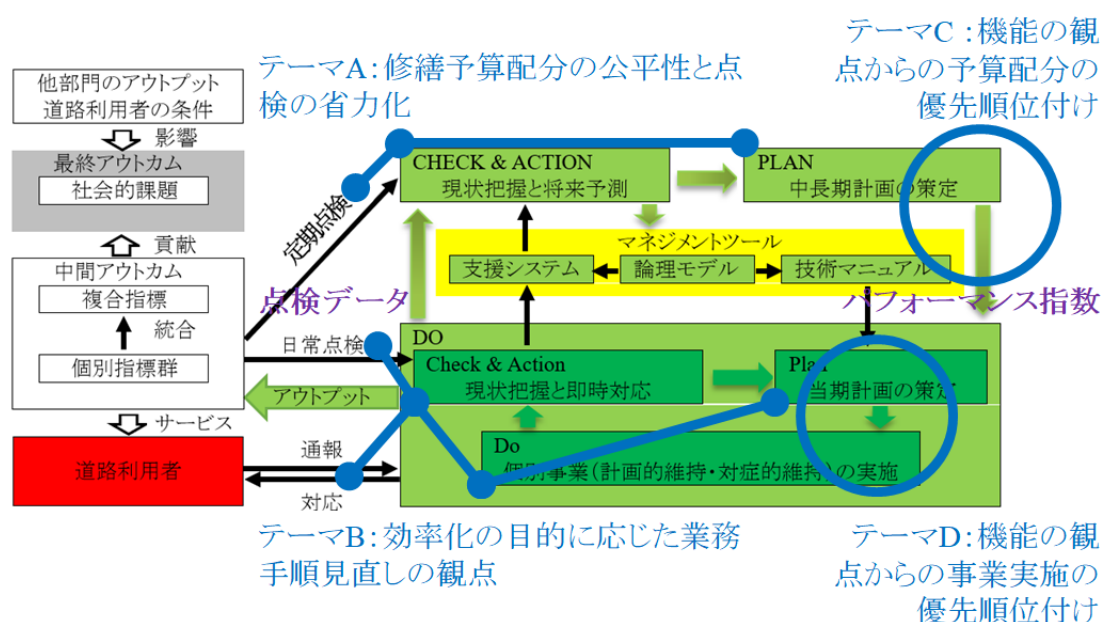 テーマC：機能の観
点からの予算配分の
優先順位付け
テーマA：修繕予算配分の公平性と点
検の省力化
他部門のアウトプット
道路利用者の条件
影響
最終アウトカム
社会的課題
貢献
中間アウトカム
複合指標
統合
個別指標群
サービス
道路利用者
定期点検
CHECK & ACTION
現状把握と将来予測
PLAN
中長期計画の策定
マネジメントツール
支援システム
論理モデル
技術マニュアル
点検データ
パフォーマンス指数
日常点検
アウトプット
通報
対応
DO
Check & Action
現状把握と即時対応
Plan
当期計画の策定
Do
個別事業（計画的維持・対症的維持）の実施
テーマB：効率化の目的に応じた業務
手順見直しの観点
テーマD：機能の観
点からの事業実施の
優先順位付け